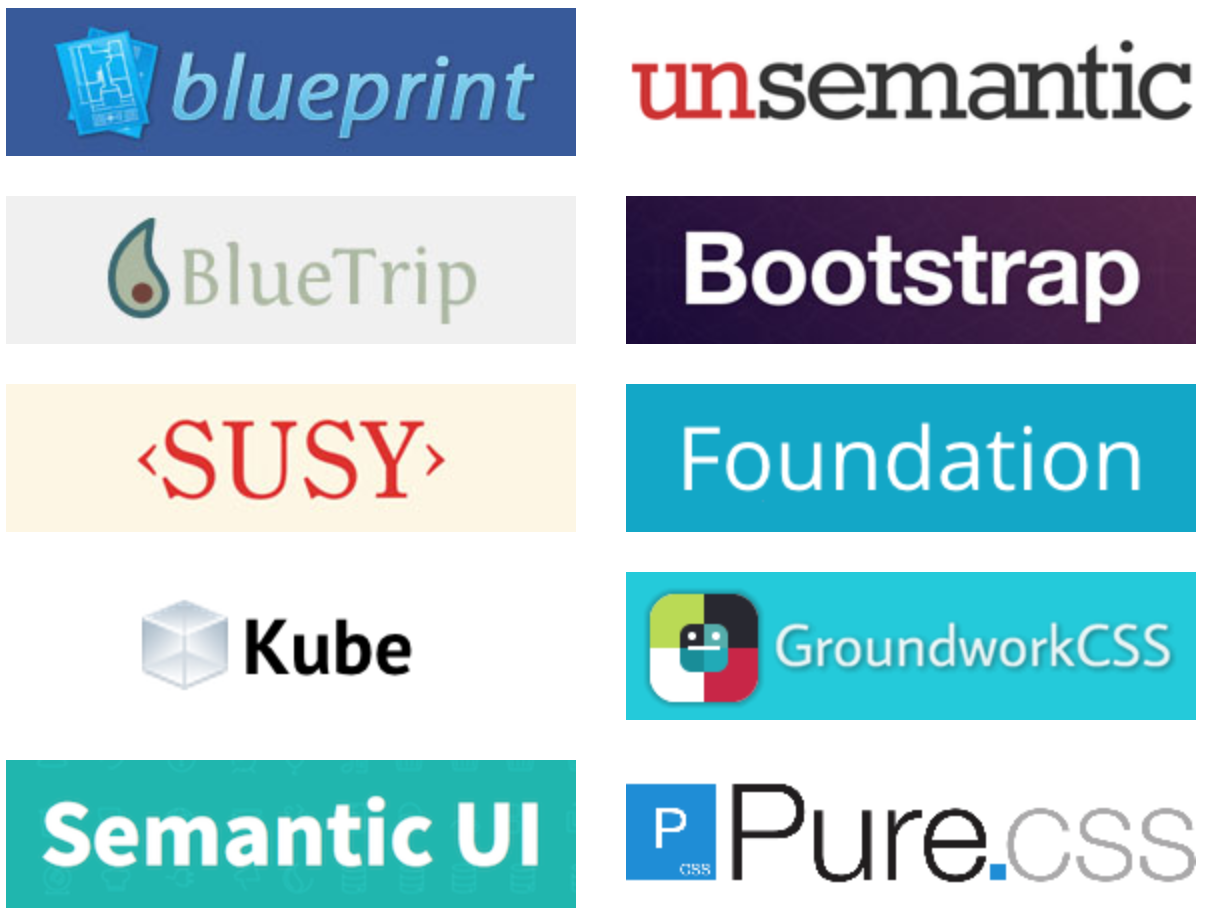 blueprint
unsemantic
BlueTrip
Bootstrap
‹SUSY›
Foundation
Kube
GroundworkCSS
Semantic UI
P
css
Pure.css